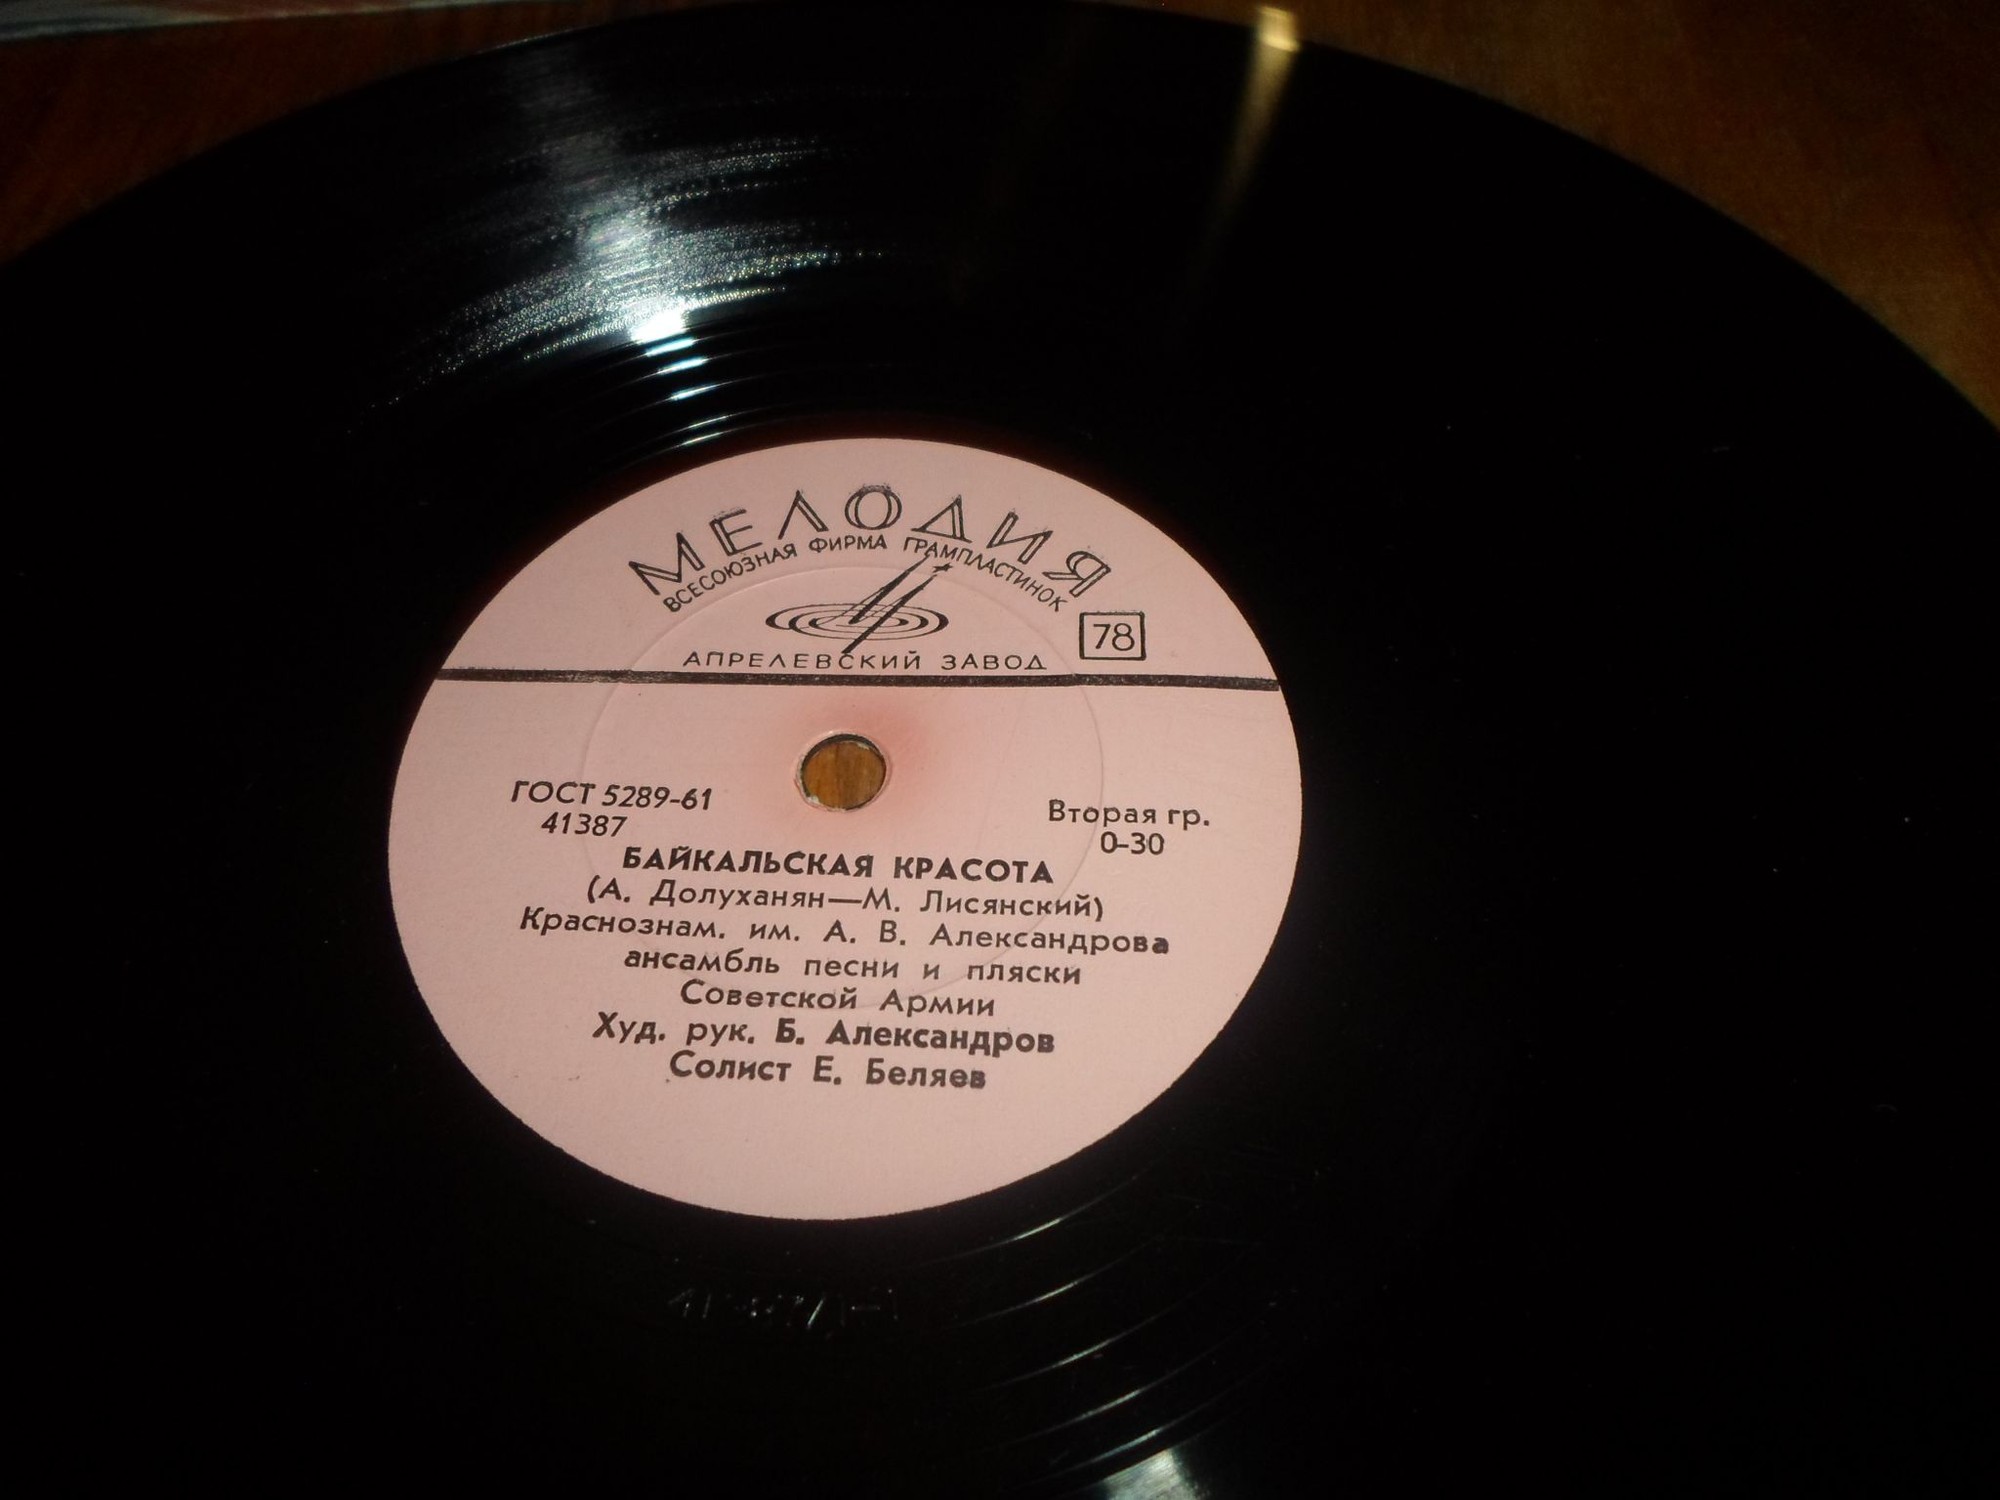 МЕЛОДИЯ
ВСЕСОЮЗНАЯ ФИРМА ГРАМПЛАСТИНОК
78
АПРЕЛЕВСКИЙ ЗАВОД
ГОСТ 5289-61
41387
Вторая гр.
0-30
БАЙКАЛЬСКАЯ КРАСОТА
(А. Долуханян—М. Лисянский)
Краснознам. им. А. В. Александрова
ансамбль песни и пляски
Советской Армии
Худ. рук. Б. Александров
Солист Е. Беляев